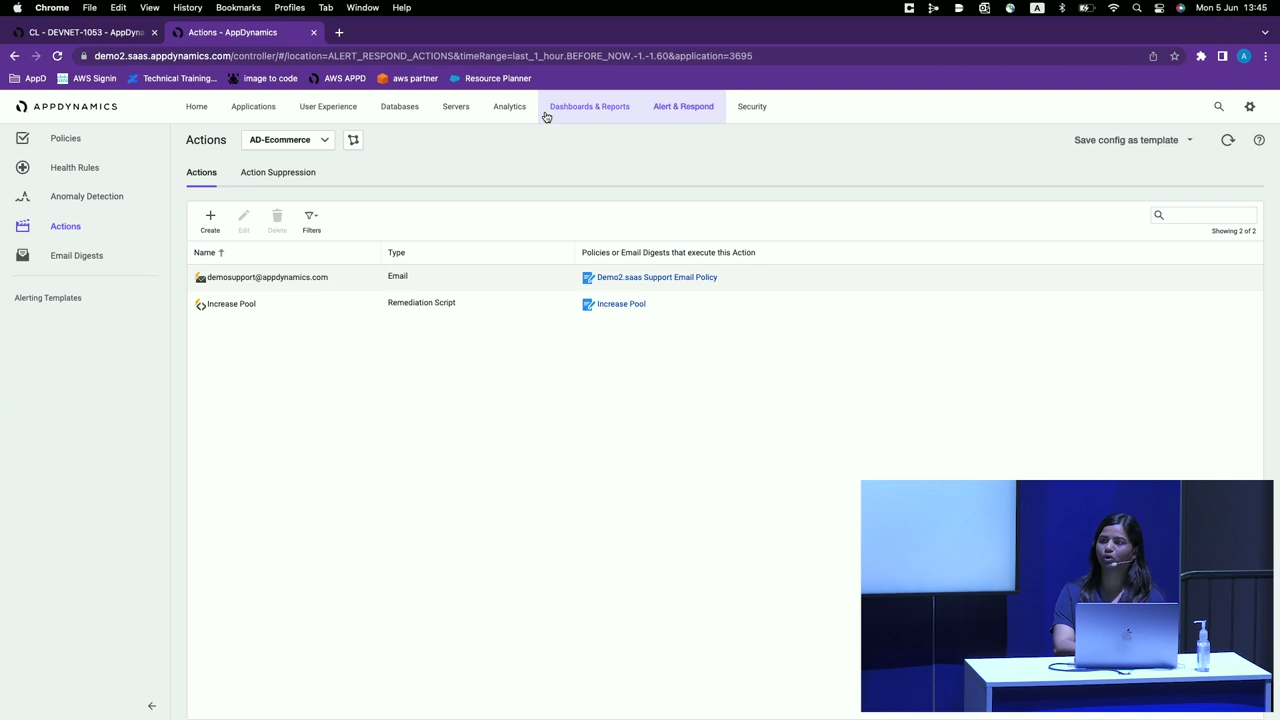 Chrome File Edit View History Bookmarks Profiles Tab Window Help A Mon 5 Jun 13:45
CL - DEVNET-1053 - AppDyna Actions - AppDynamics
demo2.saas.appdynamics.com/controller/#/location=ALERT_RESPOND_ACTIONS&timeRange=last_1_hour.BEFORE_NOW.-1.-1.60&application=3695 A
AppD AWS Signin Technical Training... image to code AWS APPD aws partner Resource Planner
APPDYNAMICS Home Applications User Experience Databases Servers Analytics Dashboards & Reports Alert & Respond Security
Policies
Health Rules
Anomaly Detection
Actions
Email Digests
Alerting Templates
Actions AD-Ecommerce Save config as template
Actions Action Suppression
Create Edit Delete Filters
Showing 2 of 2
Name Type Policies or Email Digests that execute this Action
demosupport@appdynamics.com Email Demo2.saas Support Email Policy
Increase Pool Remediation Script Increase Pool